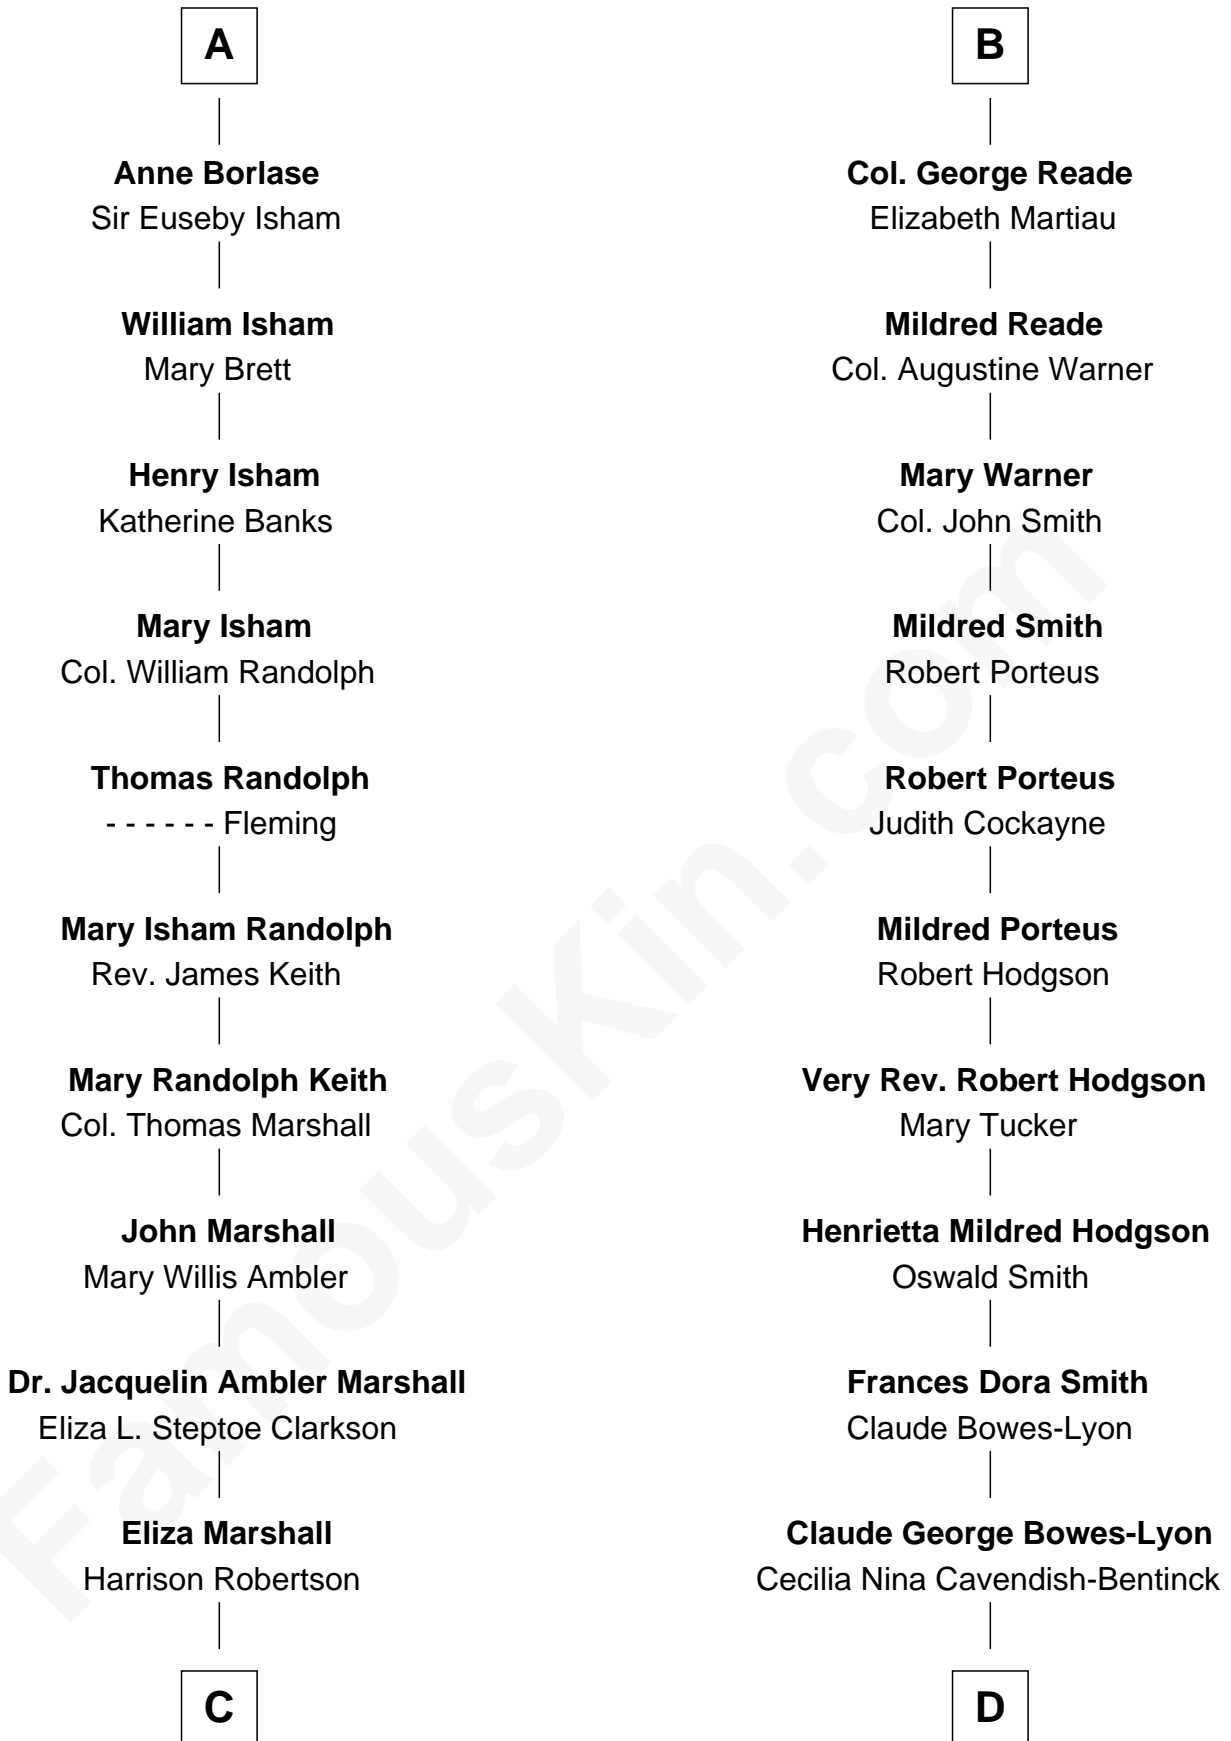 A
Anne Borlase
Sir Euseby Isham
William Isham
Mary Brett
Henry Isham
Katherine Banks
Mary Isham
Col. William Randolph
Thomas Randolph
- - - - - - Fleming
Mary Isham Randolph
Rev. James Keith
Mary Randolph Keith
Col. Thomas Marshall
John Marshall
Mary Willis Ambler
Dr. Jacquelin Ambler Marshall
Eliza L. Steptoe Clarkson
Eliza Marshall
Harrison Robertson
C
B
Col. George Reade
Elizabeth Martiau
Mildred Reade
Col. Augustine Warner
Mary Warner
Col. John Smith
Mildred Smith
Robert Porteus
Robert Porteus
Judith Cockayne
Mildred Porteus
Robert Hodgson
Very Rev. Robert Hodgson
Mary Tucker
Henrietta Mildred Hodgson
Oswald Smith
Frances Dora Smith
Claude Bowes-Lyon
Claude George Bowes-Lyon
Cecilia Nina Cavendish-Bentinck
D
FamousKin.com